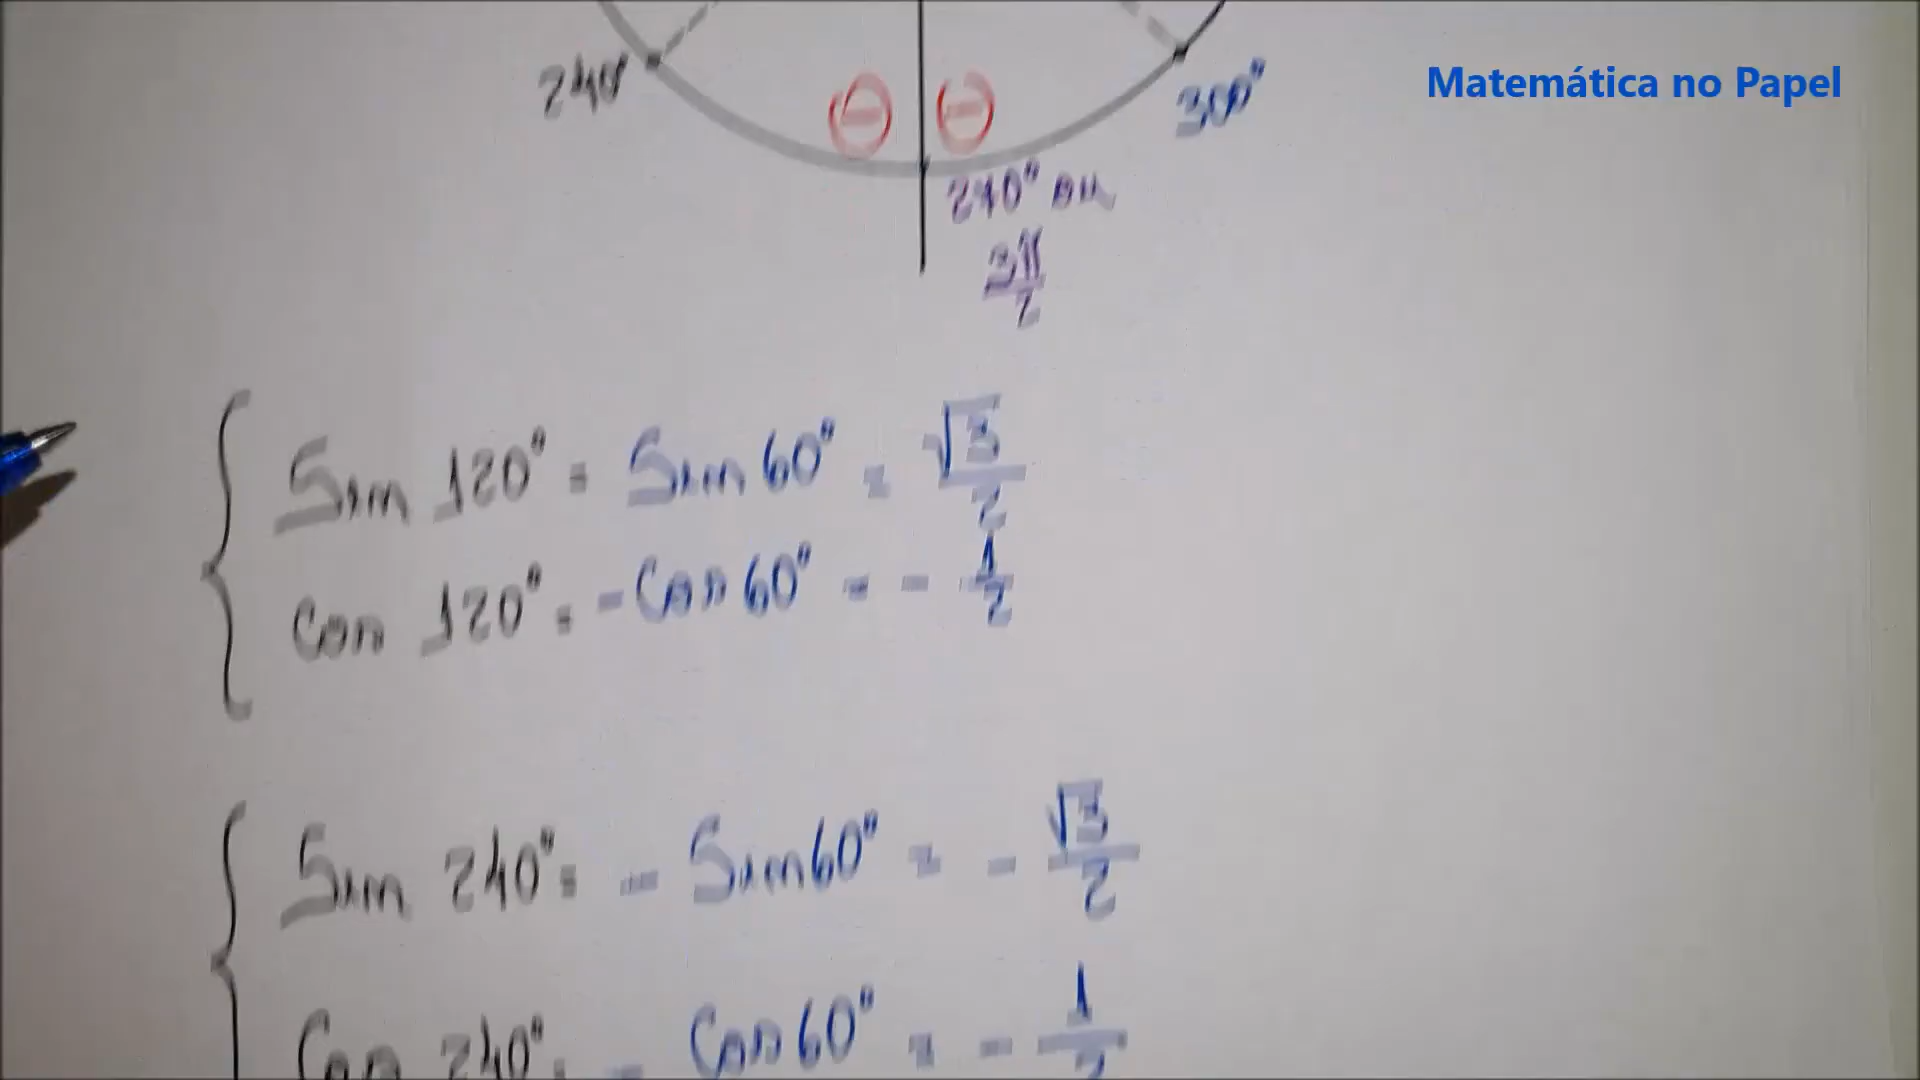 Matemática no Papel
240°
300°
⊖ ⊖
270° ou
3π/2
Sen 120° = Sen 60° = √3/2
Cos 120° = -Cos 60° = - 1/2
Sen 240° = - Sen 60° = - √3/2
Cos 240° = - Cos 60° = - 1/2